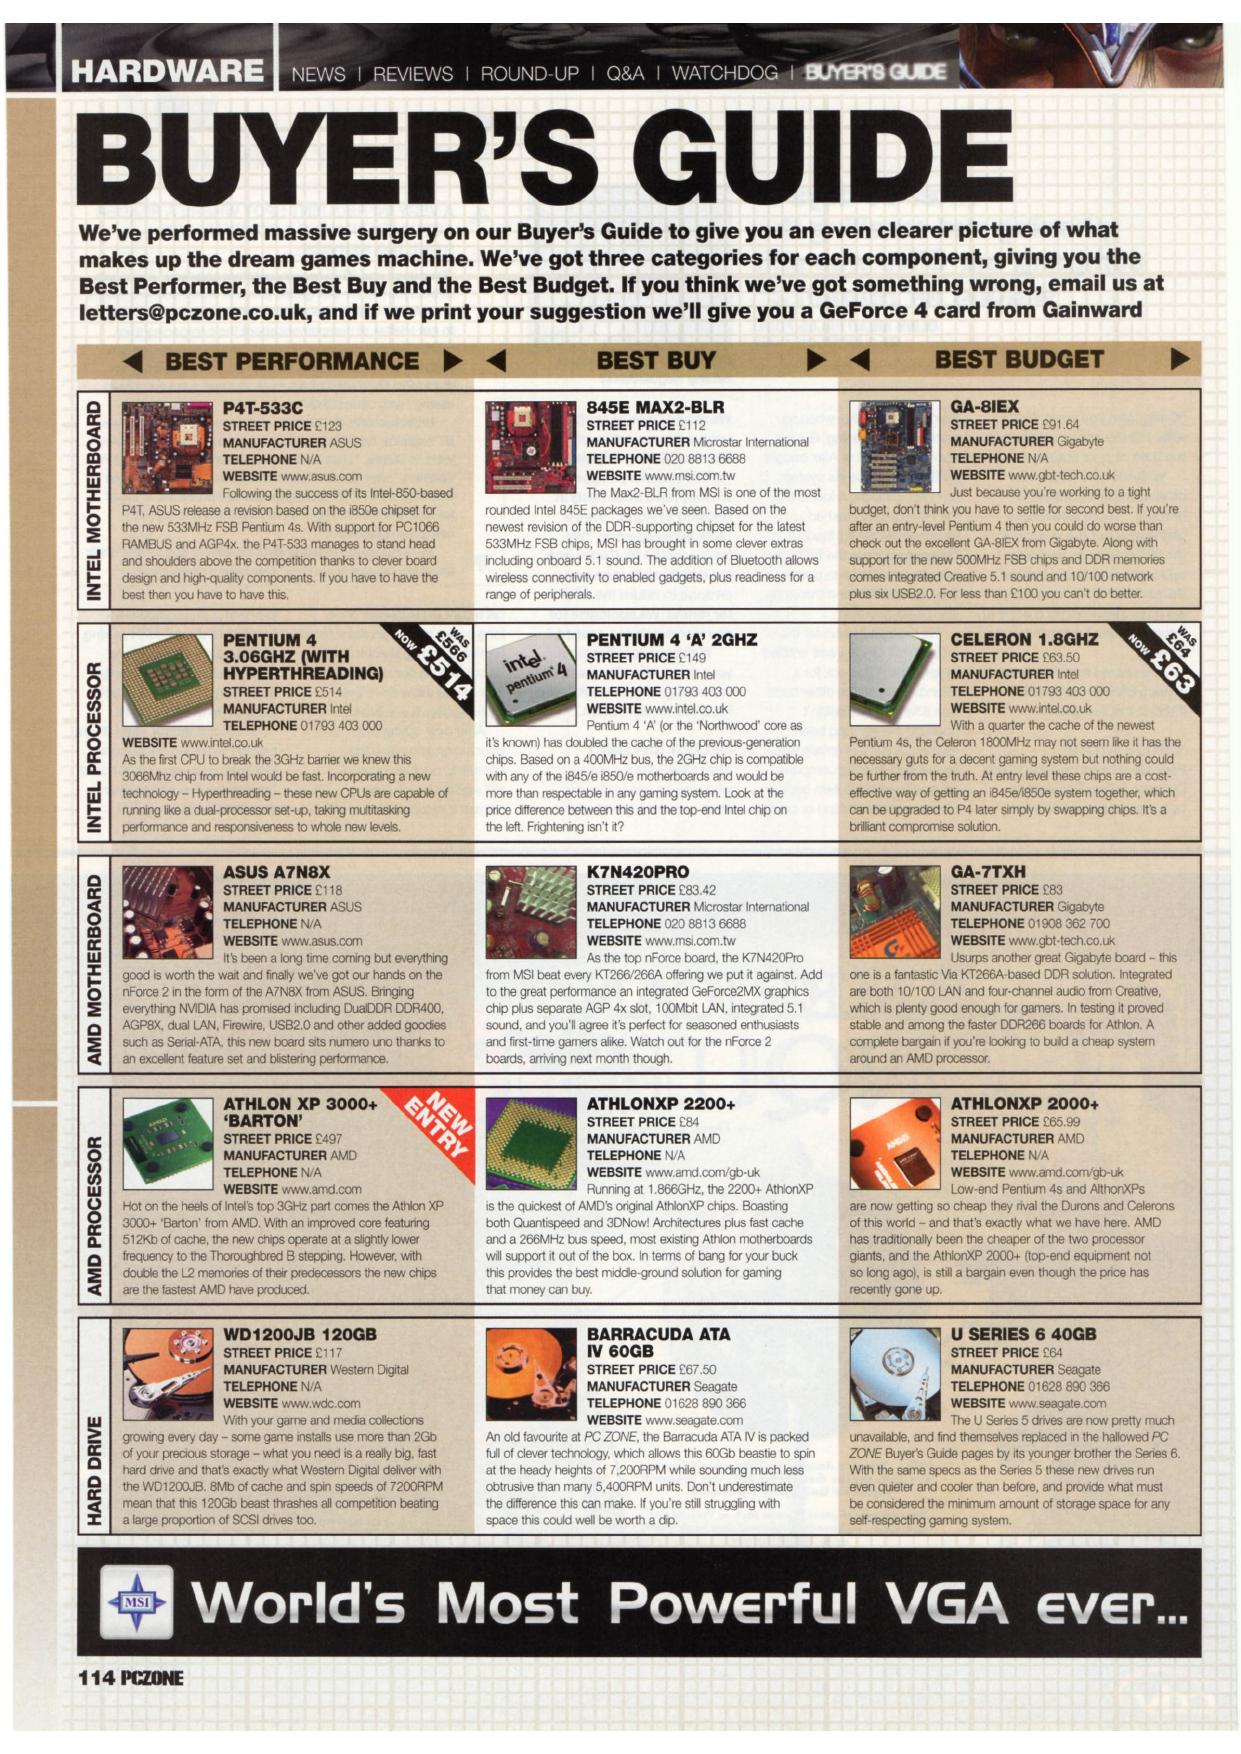 HARDWARE
NEWS | REVIEWS | ROUND-UP | Q&A | WATCHDOG | BUYER'S GUIDE
BUYER'S GUIDE
We've performed massive surgery on our Buyer's Guide to give you an even clearer picture of what
makes up the dream games machine. We've got three categories for each component, giving you the
Best Performer, the Best Buy and the Best Budget. If you think we've got something wrong, email us at
letters@pczone.co.uk, and if we print your suggestion we'll give you a GeForce 4 card from Gainward
BEST PERFORMANCE
BEST BUY
BEST BUDGET
INTEL MOTHERBOARD
P4T-533C
STREET PRICE £123
MANUFACTURER ASUS
TELEPHONE N/A
WEBSITE www.asus.com
Following the success of its Intel-850-based
P4T, ASUS release a revision based on the i850e chipset for
the new 533MHz FSB Pentium 4s. With support for PC1066
RAMBUS and AGP4x. the P4T-533 manages to stand head
and shoulders above the competition thanks to clever board
design and high-quality components. If you have to have the
best then you have to have this.
845E MAX2-BLR
STREET PRICE £112
MANUFACTURER Microstar International
TELEPHONE 020 8813 6688
WEBSITE www.msi.com.tw
The Max2-BLR from MSI is one of the most
rounded Intel 845E packages we've seen. Based on the
newest revision of the DDR-supporting chipset for the latest
533MHz FSB chips, MSI has brought in some clever extras
including onboard 5.1 sound. The addition of Bluetooth allows
wireless connectivity to enabled gadgets, plus readiness for a
range of peripherals.
GA-8IEX
STREET PRICE £91.64
MANUFACTURER Gigabyte
TELEPHONE N/A
WEBSITE www.gbt-tech.co.uk
Just because you're working to a tight
budget, don't think you have to settle for second best. If you're
after an entry-level Pentium 4 then you could do worse than
check out the excellent GA-8IEX from Gigabyte. Along with
support for the new 500MHz FSB chips and DDR memories
comes integrated Creative 5.1 sound and 10/100 network
plus six USB2.0. For less than £100 you can't do better.
INTEL PROCESSOR
PENTIUM 4
3.06GHZ (WITH
HYPERTHREADING)
WAS £566
NOW £514
STREET PRICE £514
MANUFACTURER Intel
TELEPHONE 01793 403 000
WEBSITE www.intel.co.uk
As the first CPU to break the 3GHz barrier we knew this
3066Mhz chip from Intel would be fast. Incorporating a new
technology – Hyperthreading – these new CPUs are capable of
running like a dual-processor set-up, taking multitasking
performance and responsiveness to whole new levels.
intel
pentium 4
PENTIUM 4 'A' 2GHZ
STREET PRICE £149
MANUFACTURER Intel
TELEPHONE 01793 403 000
WEBSITE www.intel.co.uk
Pentium 4 'A' (or the 'Northwood' core as
it's known) has doubled the cache of the previous-generation
chips. Based on a 400MHz bus, the 2GHz chip is compatible
with any of the i845/e i850/e motherboards and would be
more than respectable in any gaming system. Look at the
price difference between this and the top-end Intel chip on
the left. Frightening isn't it?
CELERON 1.8GHZ
WAS £64
NOW £63
STREET PRICE £63.50
MANUFACTURER Intel
TELEPHONE 01793 403 000
WEBSITE www.intel.co.uk
With a quarter the cache of the newest
Pentium 4s, the Celeron 1800MHz may not seem like it has the
necessary guts for a decent gaming system but nothing could
be further from the truth. At entry level these chips are a cost-
effective way of getting an i845e/i850e system together, which
can be upgraded to P4 later simply by swapping chips. It's a
brilliant compromise solution.
AMD MOTHERBOARD
ASUS A7N8X
STREET PRICE £118
MANUFACTURER ASUS
TELEPHONE N/A
WEBSITE www.asus.com
It's been a long time coming but everything
good is worth the wait and finally we've got our hands on the
nForce 2 in the form of the A7N8X from ASUS. Bringing
everything NVIDIA has promised including DualDDR DDR400,
AGP8X, dual LAN, Firewire, USB2.0 and other added goodies
such as Serial-ATA, this new board sits numero uno thanks to
an excellent feature set and blistering performance.
K7N420PRO
STREET PRICE £83.42
MANUFACTURER Microstar International
TELEPHONE 020 8813 6688
WEBSITE www.msi.com.tw
As the top nForce board, the K7N420Pro
from MSI beat every KT266/266A offering we put it against. Add
to the great performance an integrated GeForce2MX graphics
chip plus separate AGP 4x slot, 100Mbit LAN, integrated 5.1
sound, and you'll agree it's perfect for seasoned enthusiasts
and first-time gamers alike. Watch out for the nForce 2
boards, arriving next month though.
GA-7TXH
STREET PRICE £83
MANUFACTURER Gigabyte
TELEPHONE 01908 362 700
WEBSITE www.gbt-tech.co.uk
Usurps another great Gigabyte board – this
one is a fantastic Via KT266A-based DDR solution. Integrated
are both 10/100 LAN and four-channel audio from Creative,
which is plenty good enough for gamers. In testing it proved
stable and among the faster DDR266 boards for Athlon. A
complete bargain if you're looking to build a cheap system
around an AMD processor.
AMD PROCESSOR
ATHLON XP 3000+
'BARTON'
NEW ENTRY
STREET PRICE £497
MANUFACTURER AMD
TELEPHONE N/A
WEBSITE www.amd.com
Hot on the heels of Intel's top 3GHz part comes the Athlon XP
3000+ 'Barton' from AMD. With an improved core featuring
512Kb of cache, the new chips operate at a slightly lower
frequency to the Thoroughbred B stepping. However, with
double the L2 memories of their predecessors the new chips
are the fastest AMD have produced.
ATHLONXP 2200+
STREET PRICE £84
MANUFACTURER AMD
TELEPHONE N/A
WEBSITE www.amd.com/gb-uk
Running at 1.866GHz, the 2200+ AthlonXP
is the quickest of AMD's original AthlonXP chips. Boasting
both Quantispeed and 3DNow! Architectures plus fast cache
and a 266MHz bus speed, most existing Athlon motherboards
will support it out of the box. In terms of bang for your buck
this provides the best middle-ground solution for gaming
that money can buy.
ATHLONXP 2000+
STREET PRICE £65.99
MANUFACTURER AMD
TELEPHONE N/A
WEBSITE www.amd.com/gb-uk
Low-end Pentium 4s and AlthonXPs
are now getting so cheap they rival the Durons and Celerons
of this world – and that's exactly what we have here. AMD
has traditionally been the cheaper of the two processor
giants, and the AthlonXP 2000+ (top-end equipment not
so long ago), is still a bargain even though the price has
recently gone up.
HARD DRIVE
WD1200JB 120GB
STREET PRICE £117
MANUFACTURER Western Digital
TELEPHONE N/A
WEBSITE www.wdc.com
With your game and media collections
growing every day – some game installs use more than 2Gb
of your precious storage – what you need is a really big, fast
hard drive and that's exactly what Western Digital deliver with
the WD1200JB. 8Mb of cache and spin speeds of 7200RPM
mean that this 120Gb beast thrashes all competition beating
a large proportion of SCSI drives too.
BARRACUDA ATA
IV 60GB
STREET PRICE £67.50
MANUFACTURER Seagate
TELEPHONE 01628 890 366
WEBSITE www.seagate.com
An old favourite at PC ZONE, the Barracuda ATA IV is packed
full of clever technology, which allows this 60Gb beastie to spin
at the heady heights of 7,200RPM while sounding much less
obtrusive than many 5,400RPM units. Don't underestimate
the difference this can make. If you're still struggling with
space this could well be worth a dip.
U SERIES 6 40GB
STREET PRICE £64
MANUFACTURER Seagate
TELEPHONE 01628 890 366
WEBSITE www.seagate.com
The U Series 5 drives are now pretty much
unavailable, and find themselves replaced in the hallowed PC
ZONE Buyer's Guide pages by its younger brother the Series 6.
With the same specs as the Series 5 these new drives run
even quieter and cooler than before, and provide what must
be considered the minimum amount of storage space for any
self-respecting gaming system.
MSI
World's Most Powerful VGA ever...
114 PCZONE